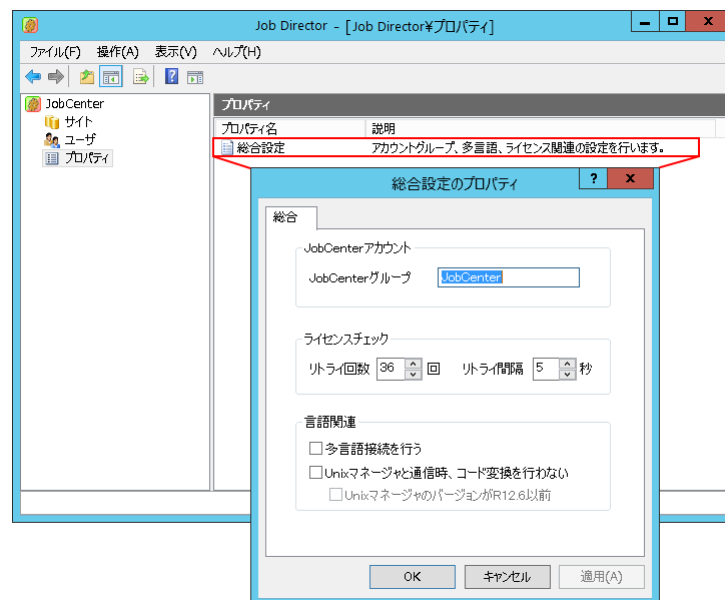 Job Director - [Job Director¥プロパティ]
ファイル(F) 操作(A) 表示(V) ヘルプ(H)
JobCenter
サイト
ユーザ
プロパティ
プロパティ
プロパティ名 説明
総合設定 アカウントグループ、多言語、ライセンス関連の設定を行います。
総合設定のプロパティ
総合
JobCenterアカウント
JobCenterグループ JobCenter
ライセンスチェック
リトライ回数 36 回 リトライ間隔 5 秒
言語関連
多言語接続を行う
Unixマネージャと通信時、コード変換を行わない
UnixマネージャのバージョンがR12.6以前
OK キャンセル 適用(A)